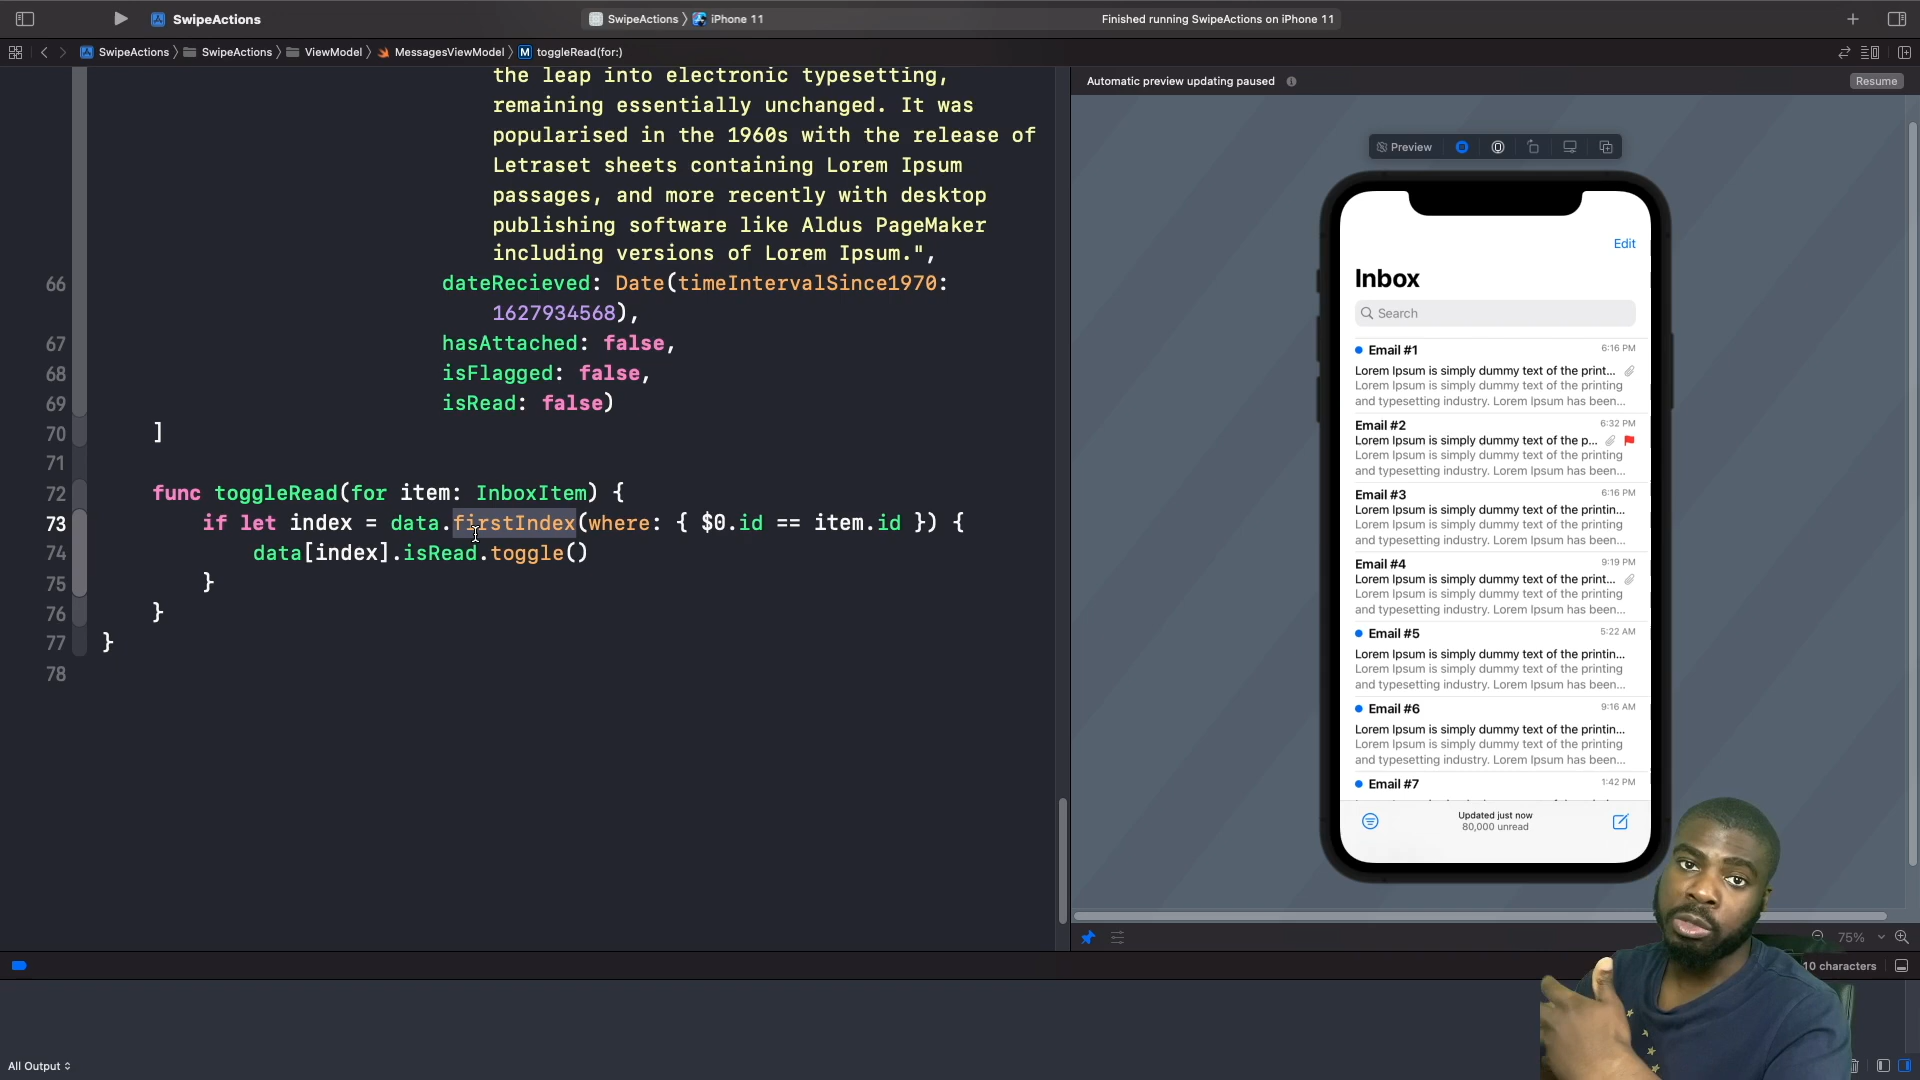 SwipeActions
SwipeActions
iPhone 11
Finished running SwipeActions on iPhone 11
SwipeActions
SwipeActions
ViewModel
MessagesViewModel
M
toggleRead(for:)
the leap into electronic typesetting,
remaining essentially unchanged. It was
popularised in the 1960s with the release of
Letraset sheets containing Lorem Ipsum
passages, and more recently with desktop
publishing software like Aldus PageMaker
including versions of Lorem Ipsum.",
66 dateRecieved: Date(timeIntervalSince1970:
1627934568),
67 hasAttached: false,
68 isFlagged: false,
69 isRead: false)
70 ]
71
72 func toggleRead(for item: InboxItem) {
73 if let index = data.firstIndex(where: { $0.id == item.id }) {
74 data[index].isRead.toggle()
75 }
76 }
77 }
78
Automatic preview updating paused
Resume
Preview
Edit
Inbox
Search
Email #1 6:16 PM
Lorem Ipsum is simply dummy text of the print...
Lorem Ipsum is simply dummy text of the printing
and typesetting industry. Lorem Ipsum has been...
Email #2 6:32 PM
Lorem Ipsum is simply dummy text of the p...
Lorem Ipsum is simply dummy text of the printing
and typesetting industry. Lorem Ipsum has been...
Email #3 6:16 PM
Lorem Ipsum is simply dummy text of the printin...
Lorem Ipsum is simply dummy text of the printing
and typesetting industry. Lorem Ipsum has been...
Email #4 9:19 PM
Lorem Ipsum is simply dummy text of the print...
Lorem Ipsum is simply dummy text of the printing
and typesetting industry. Lorem Ipsum has been...
Email #5 5:22 AM
Lorem Ipsum is simply dummy text of the printin...
Lorem Ipsum is simply dummy text of the printing
and typesetting industry. Lorem Ipsum has been...
Email #6 9:16 AM
Lorem Ipsum is simply dummy text of the printin...
Lorem Ipsum is simply dummy text of the printing
and typesetting industry. Lorem Ipsum has been...
Email #7 1:42 PM
Updated just now
80,000 unread
75%
10 characters
All Output